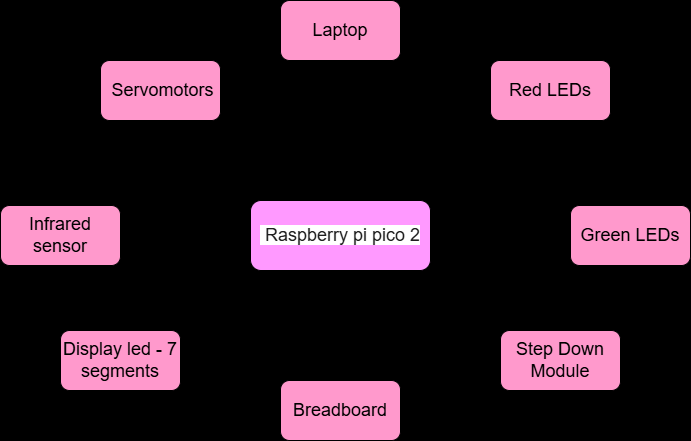 Laptop
Servomotors
Red LEDs
Infrared
sensor
Raspberry pi pico 2
Green LEDs
Display led - 7
segments
Step Down
Module
Breadboard